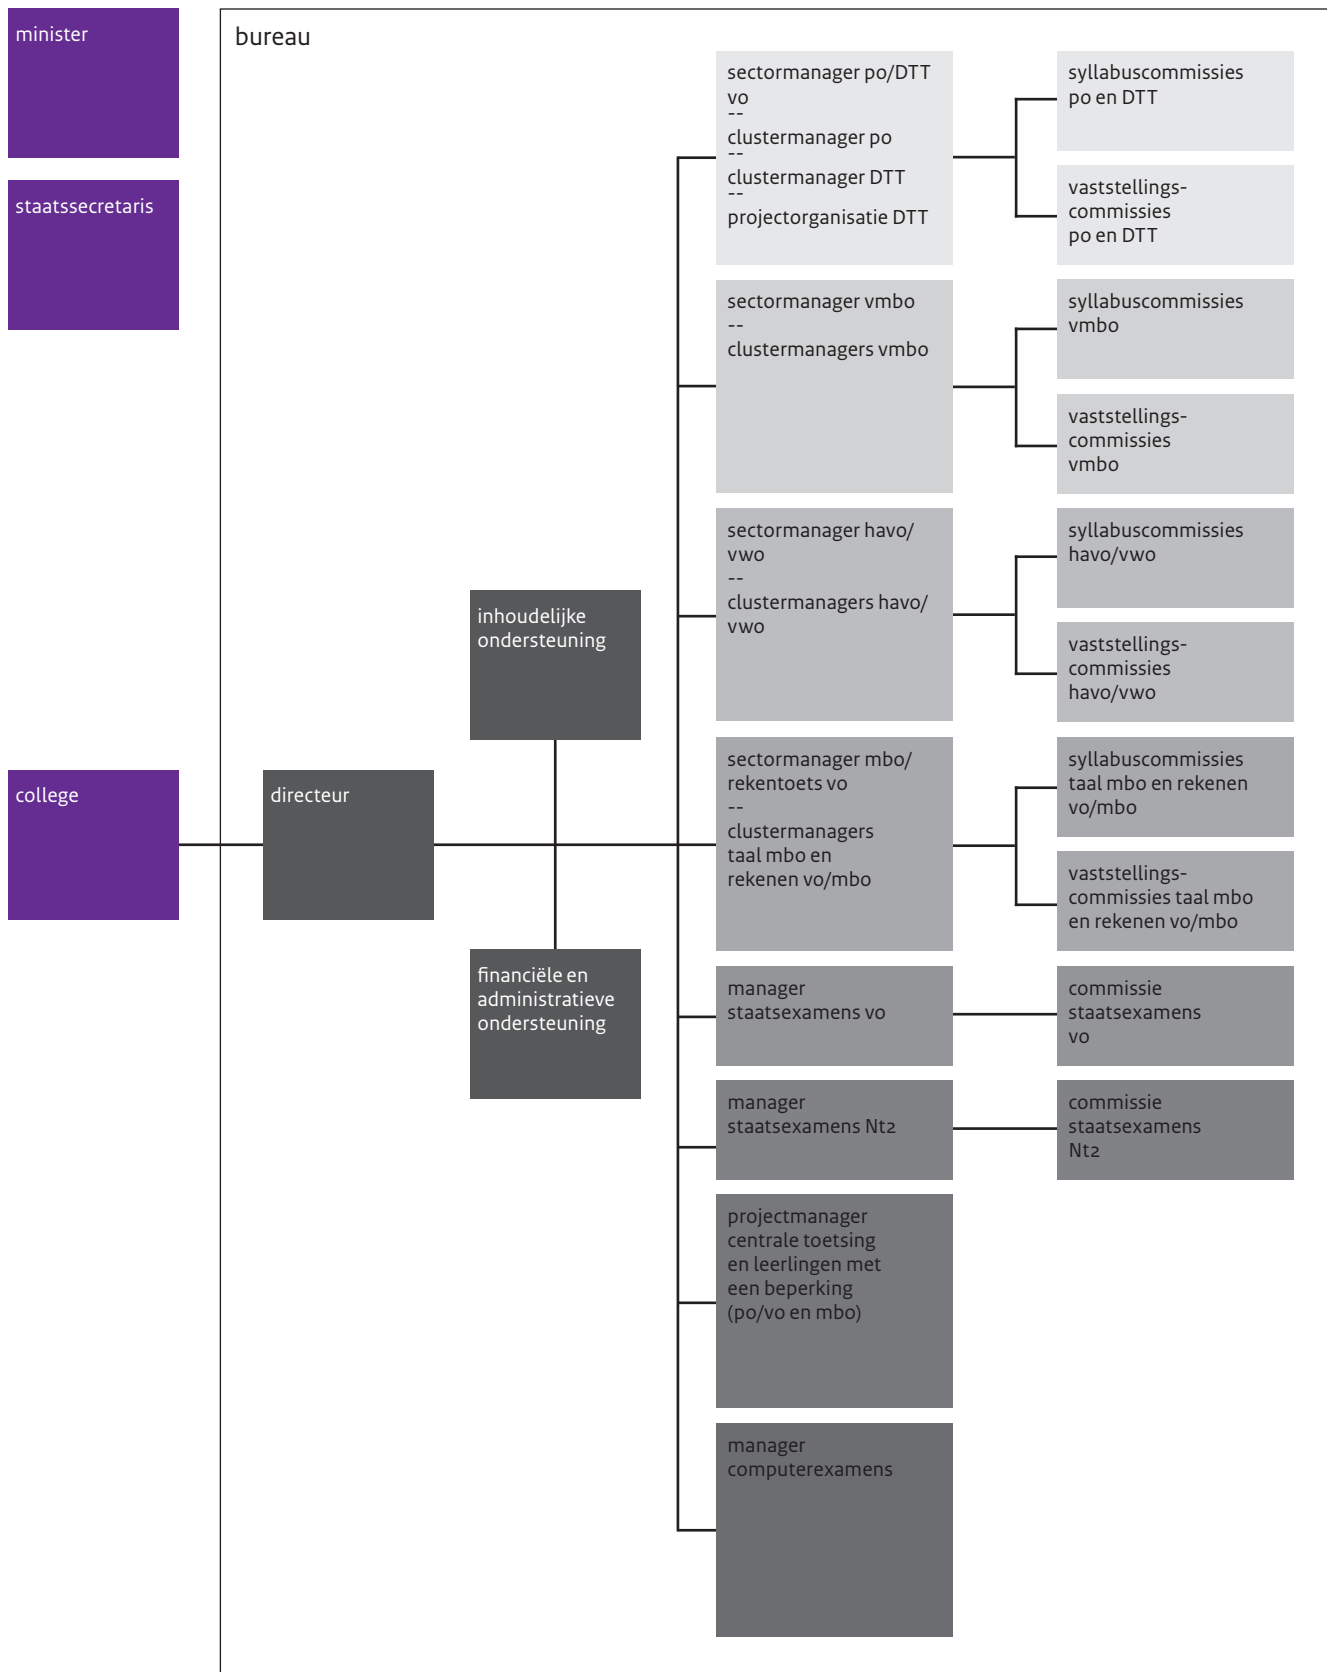 minister
staatssecretaris
college
bureau
directeur
inhoudelijke
ondersteuning
financiële en
administratieve
ondersteuning
sectormanager po/DTT
vo
--
clustermanager po
--
clustermanager DTT
--
projectorganisatie DTT
syllabuscommissies
po en DTT
vaststellings-
commissies
po en DTT
sectormanager vmbo
--
clustermanagers vmbo
syllabuscommissies
vmbo
vaststellings-
commissies
vmbo
sectormanager havo/
vwo
--
clustermanagers havo/
vwo
syllabuscommissies
havo/vwo
vaststellings-
commissies
havo/vwo
sectormanager mbo/
rekentoets vo
--
clustermanagers
taal mbo en
rekenen vo/mbo
syllabuscommissies
taal mbo en rekenen
vo/mbo
vaststellings-
commissies taal mbo
en rekenen vo/mbo
manager
staatsexamens vo
commissie
staatsexamens
vo
manager
staatsexamens Nt2
commissie
staatsexamens
Nt2
projectmanager
centrale toetsing
en leerlingen met
een beperking
(po/vo en mbo)
manager
computerexamens